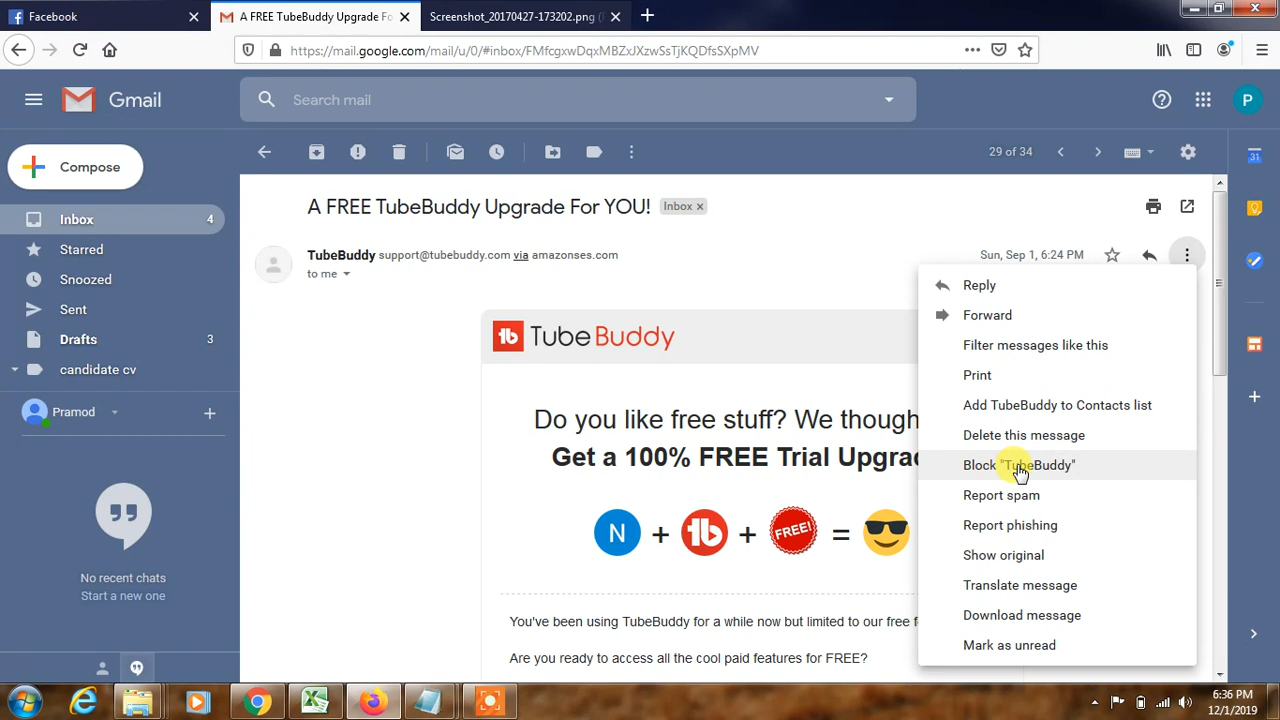 Facebook
A FREE TubeBuddy Upgrade Fo
Screenshot_20170427-173202.png (
https://mail.google.com/mail/u/0/#inbox/FMfcgxwDqxMBZxJXzwSsTjKQDfsSXpMV
Gmail
Search mail
P
Compose
29 of 34
31
Inbox 4
Starred
Snoozed
Sent
Drafts 3
candidate cv
Pramod
No recent chats
Start a new one
A FREE TubeBuddy Upgrade For YOU! Inbox x
TubeBuddy support@tubebuddy.com via amazonses.com
Sun, Sep 1, 6:24 PM
to me
tb TubeBuddy
Do you like free stuff? We though
Get a 100% FREE Trial Upgrad
N + tb + FREE! =
You've been using TubeBuddy for a while now but limited to our free f
Are you ready to access all the cool paid features for FREE?
Reply
Forward
Filter messages like this
Print
Add TubeBuddy to Contacts list
Delete this message
Block "TubeBuddy"
Report spam
Report phishing
Show original
Translate message
Download message
Mark as unread
6:36 PM
12/1/2019